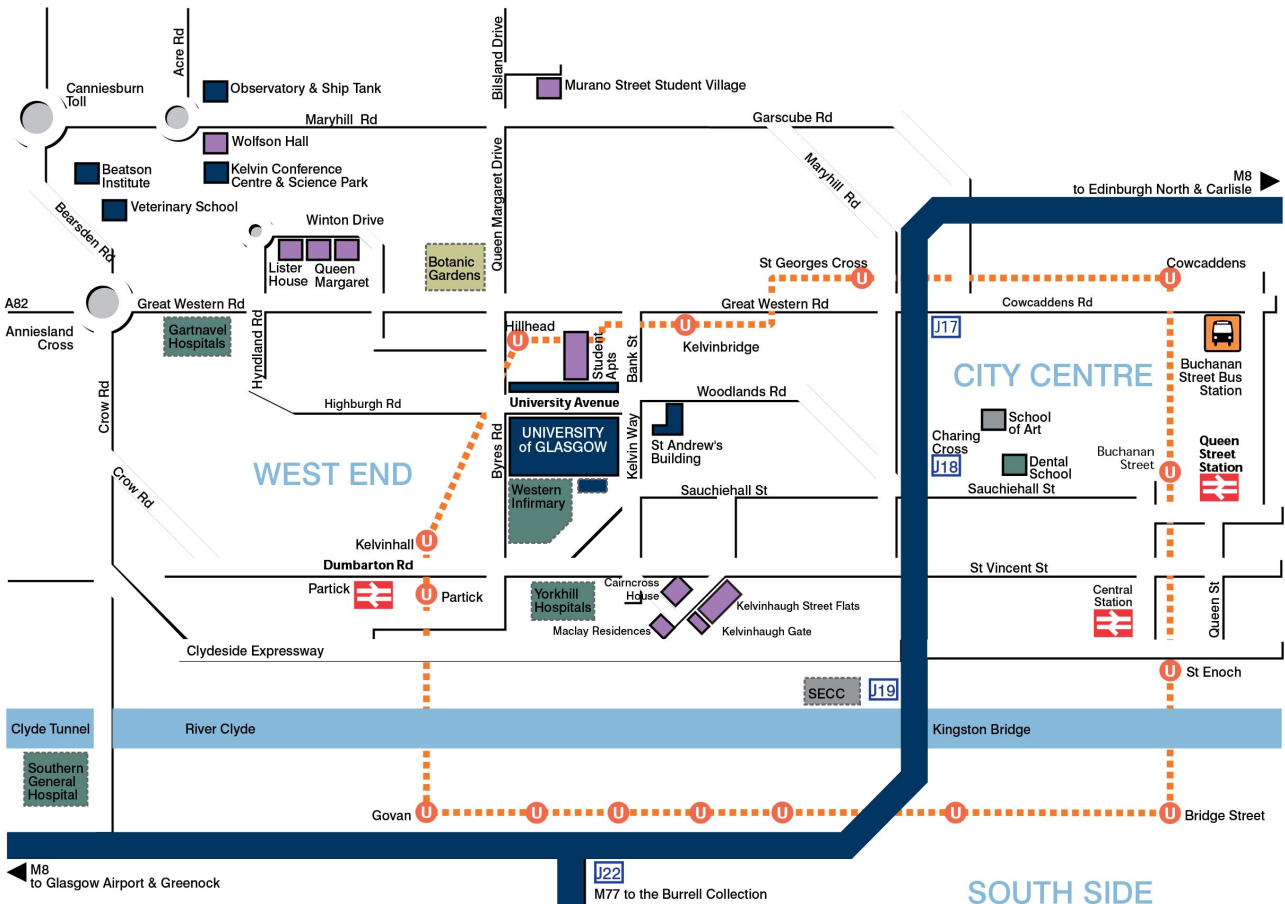 Acre Rd
Bilsland Drive
Canniesburn
Toll
Observatory & Ship Tank
Murano Street Student Village
Maryhill Rd
Garscube Rd
Wolfson Hall
Beatson
Institute
Kelvin Conference
Centre & Science Park
Queen Margaret Drive
Maryhill Rd
M8
to Edinburgh North & Carlisle
Veterinary School
Bearsden Rd
Winton Drive
Lister
House
Queen
Margaret
Botanic
Gardens
St Georges Cross
U
Cowcaddens
U
A82
Great Western Rd
Great Western Rd
Cowcaddens Rd
Anniesland
Cross
Gartnavel
Hospitals
Hyndland Rd
Hillhead
U
Student
Apts
Bank St
U
Kelvinbridge
J17
CITY CENTRE
Buchanan
Street Bus
Station
Crow Rd
Highburgh Rd
University Avenue
Woodlands Rd
Byres Rd
UNIVERSITY
of GLASGOW
Kelvin Way
St Andrew's
Building
School
of Art
Charing
Cross
J18
Dental
School
Buchanan
Street
U
Queen
Street
Station
WEST END
Crow Rd
Western
Infirmary
Sauchiehall St
Sauchiehall St
Kelvinhall
U
Dumbarton Rd
St Vincent St
Partick
U
Partick
Yorkhill
Hospitals
Cairncross
House
Kelvinhaugh Street Flats
Maclay Residences
Kelvinhaugh Gate
Central
Station
Queen St
Clydeside Expressway
U
St Enoch
SECC
J19
Clyde Tunnel
River Clyde
Kingston Bridge
Southern
General
Hospital
Govan
U
U
U
U
U
U
U
Bridge Street
M8
to Glasgow Airport & Greenock
J22
M77 to the Burrell Collection
SOUTH SIDE